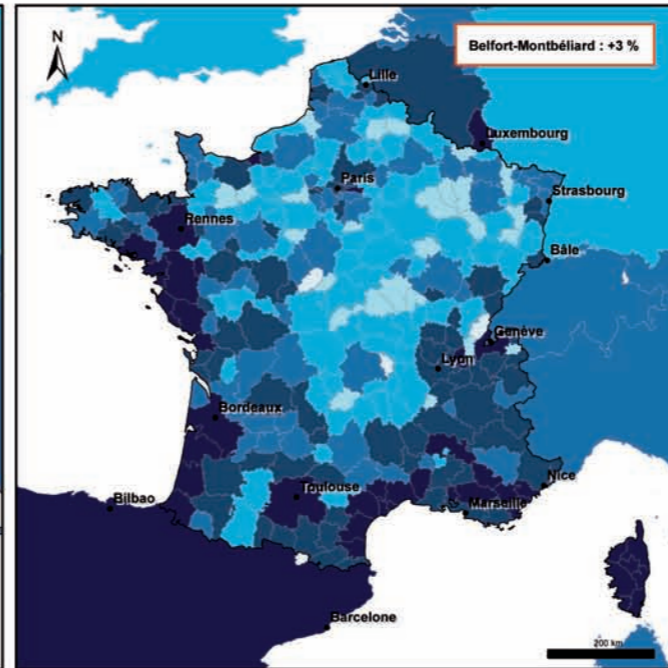 N
Belfort-Montbéliard : +3 %
Lille
Luxembourg
Paris
Strasbourg
Rennes
Bâle
Genève
Lyon
Bordeaux
Nice
Toulouse
Bilbao
Marseille
Barcelone
200 km